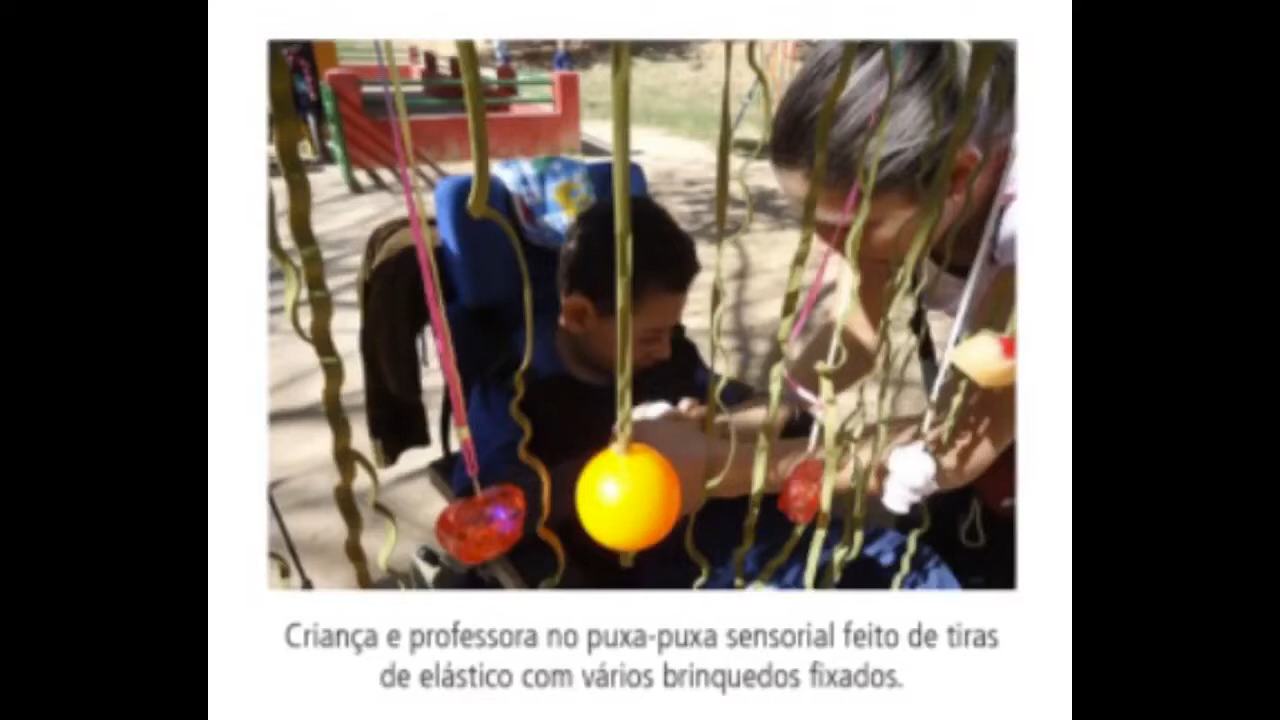 Criança e professora no puxa-puxa sensorial feito de tiras
de elástico com vários brinquedos fixados.